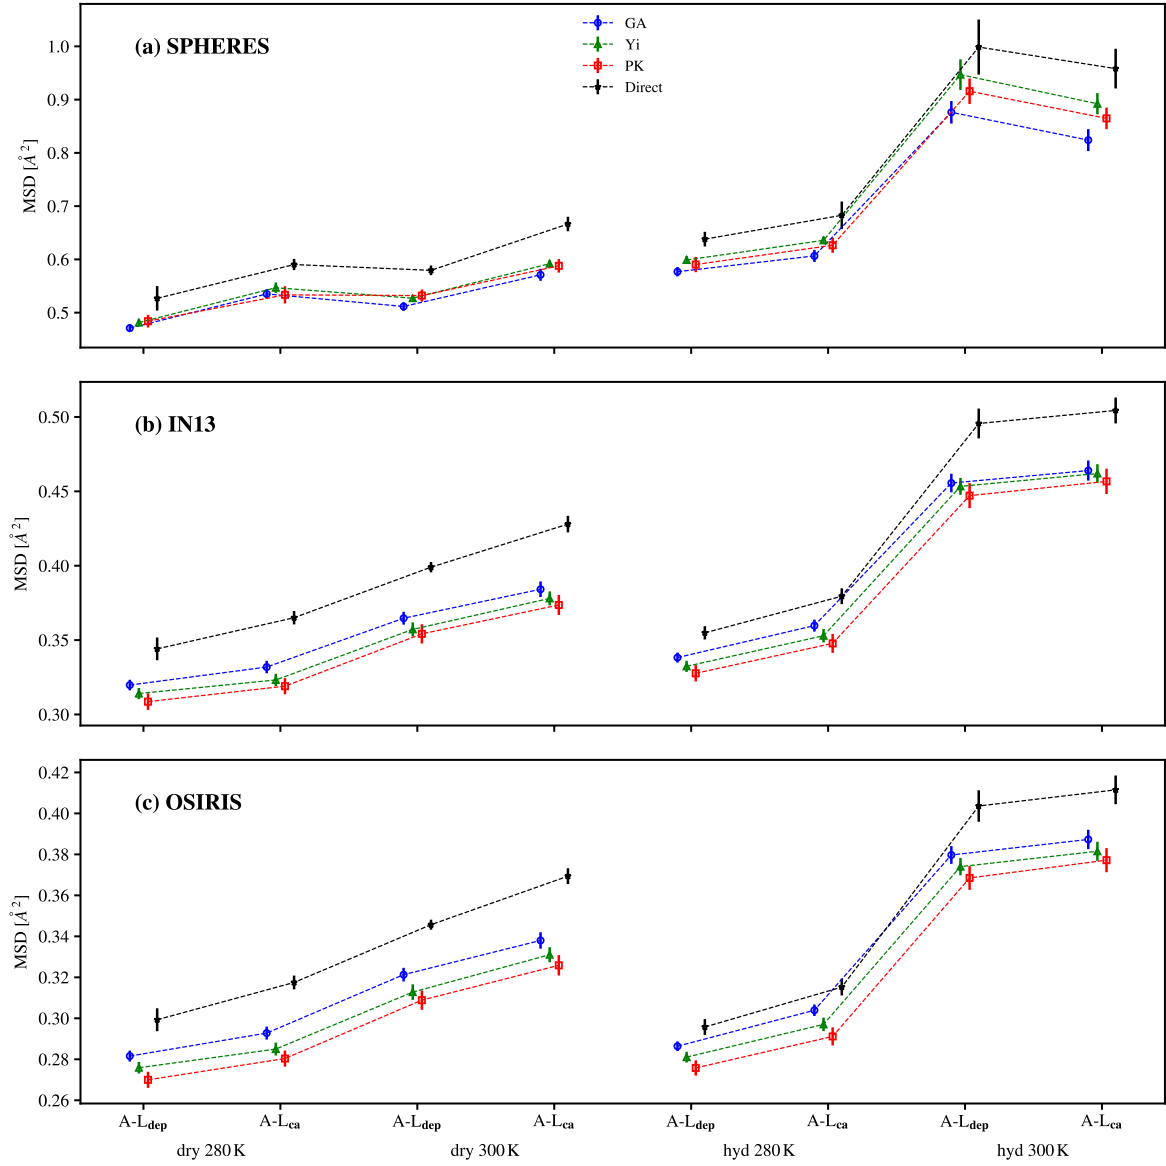 (a) SPHERES
GA
Yi
PK
Direct
MSD [Å²]
1.0
0.9
0.8
0.7
0.6
0.5
(b) IN13
MSD [Å²]
0.50
0.45
0.40
0.35
0.30
(c) OSIRIS
MSD [Å²]
0.42
0.40
0.38
0.36
0.34
0.32
0.30
0.28
0.26
A-L_dep A-L_ca A-L_dep A-L_ca A-L_dep A-L_ca A-L_dep A-L_ca
dry 280 K dry 300 K hyd 280 K hyd 300 K